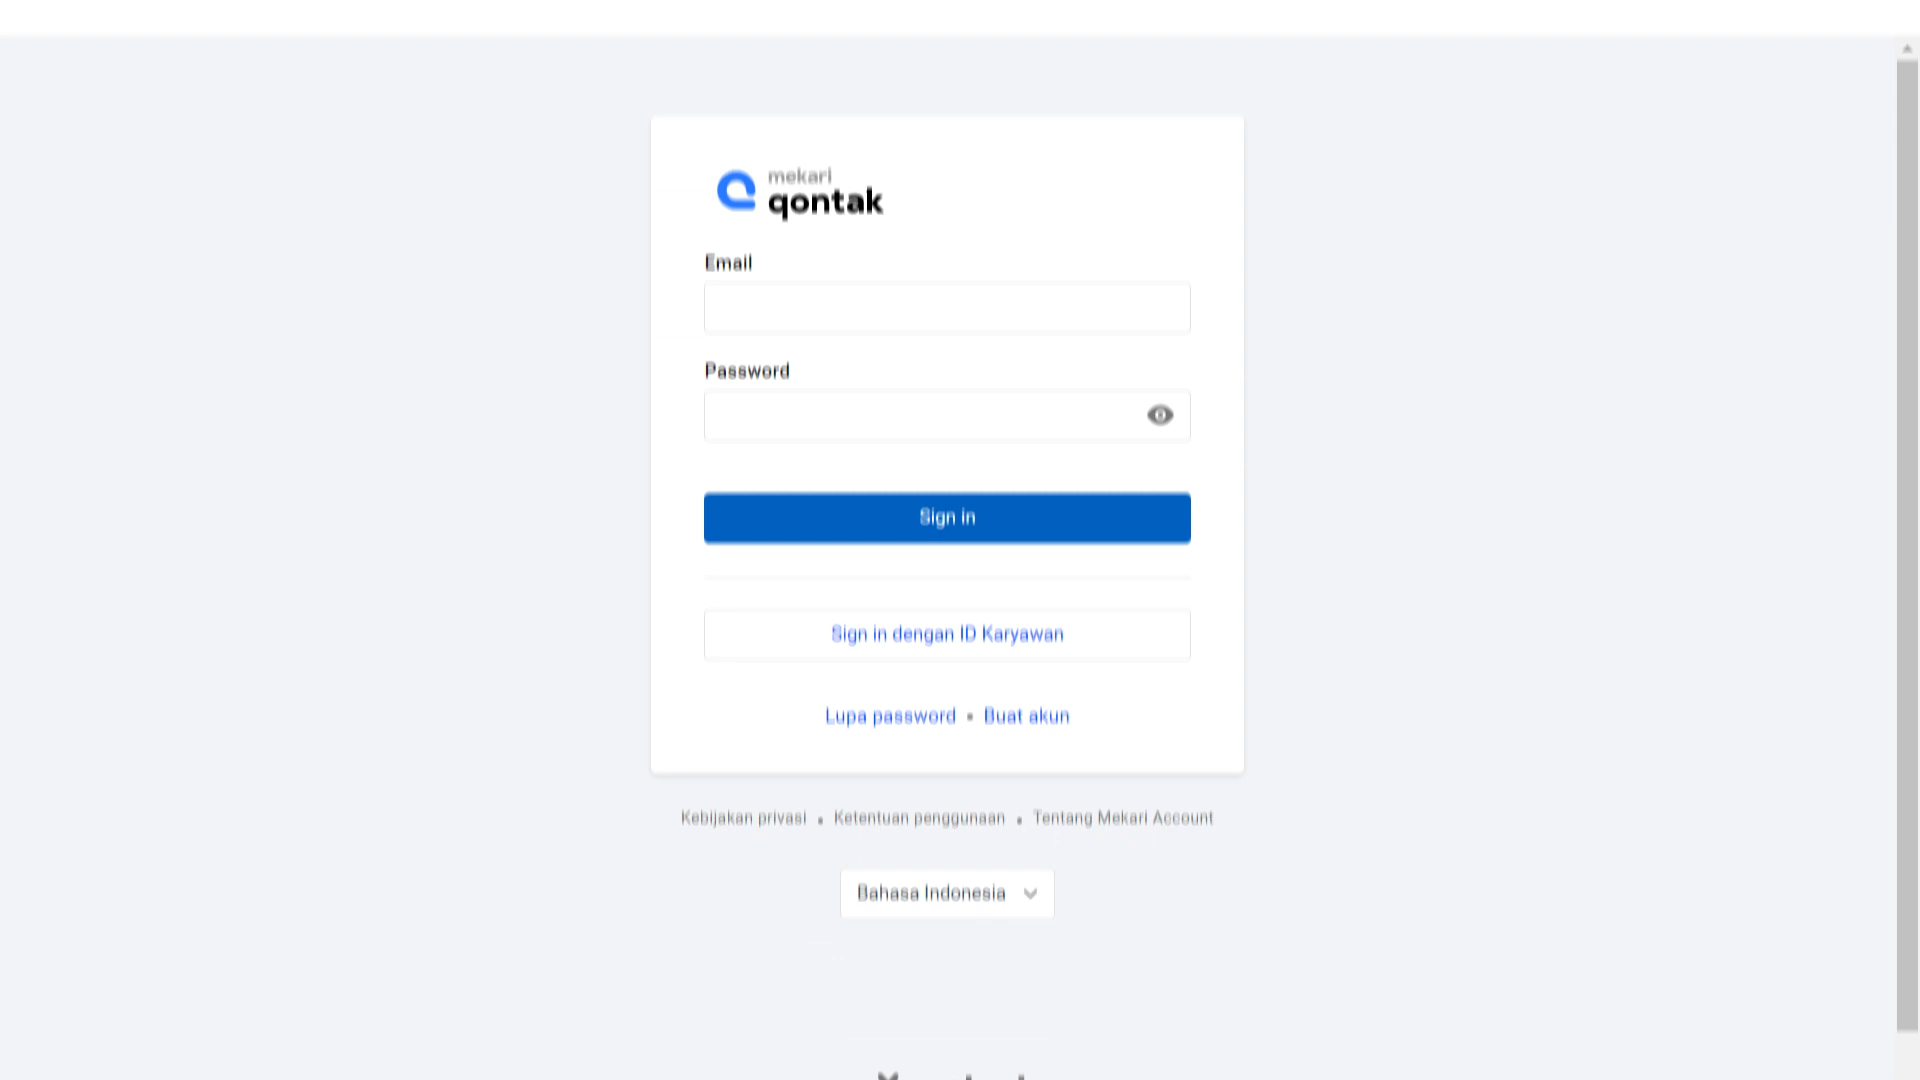 mekari
qontak
Email
Password
Sign in
Sign in dengan ID Karyawan
Lupa password • Buat akun
Kebijakan privasi • Ketentuan penggunaan • Tentang Mekari Account
Bahasa Indonesia